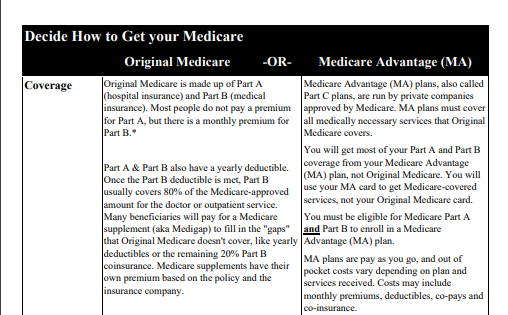 Decide How to Get your Medicare
Original Medicare -OR- Medicare Advantage (MA)
Coverage
Original Medicare is made up of Part A
(hospital insurance) and Part B (medical
insurance). Most people do not pay a premium
for Part A, but there is a monthly premium for
Part B.*
Part A & Part B also have a yearly deductible.
Once the Part B deductible is met, Part B
usually covers 80% of the Medicare-approved
amount for the doctor or outpatient service.
Many beneficiaries will pay for a Medicare
supplement (aka Medigap) to fill in the "gaps"
that Original Medicare doesn't cover, like yearly
deductibles or the remaining 20% Part B
coinsurance. Medicare supplements have their
own premium based on the policy and the
insurance company.
Medicare Advantage (MA) plans, also called
Part C plans, are run by private companies
approved by Medicare. MA plans must cover
all medically necessary services that Original
Medicare covers.
You will get most of your Part A and Part B
coverage from your Medicare Advantage
(MA) plan, not Original Medicare. You will
use your MA card to get Medicare-covered
services, not your Original Medicare card.
You must be eligible for Medicare Part A
and Part B to enroll in a Medicare
Advantage (MA) plan.
MA plans are pay as you go, and out of
pocket costs vary depending on plan and
services received. Costs may include
monthly premiums, deductibles, co-pays and
co-insurance.